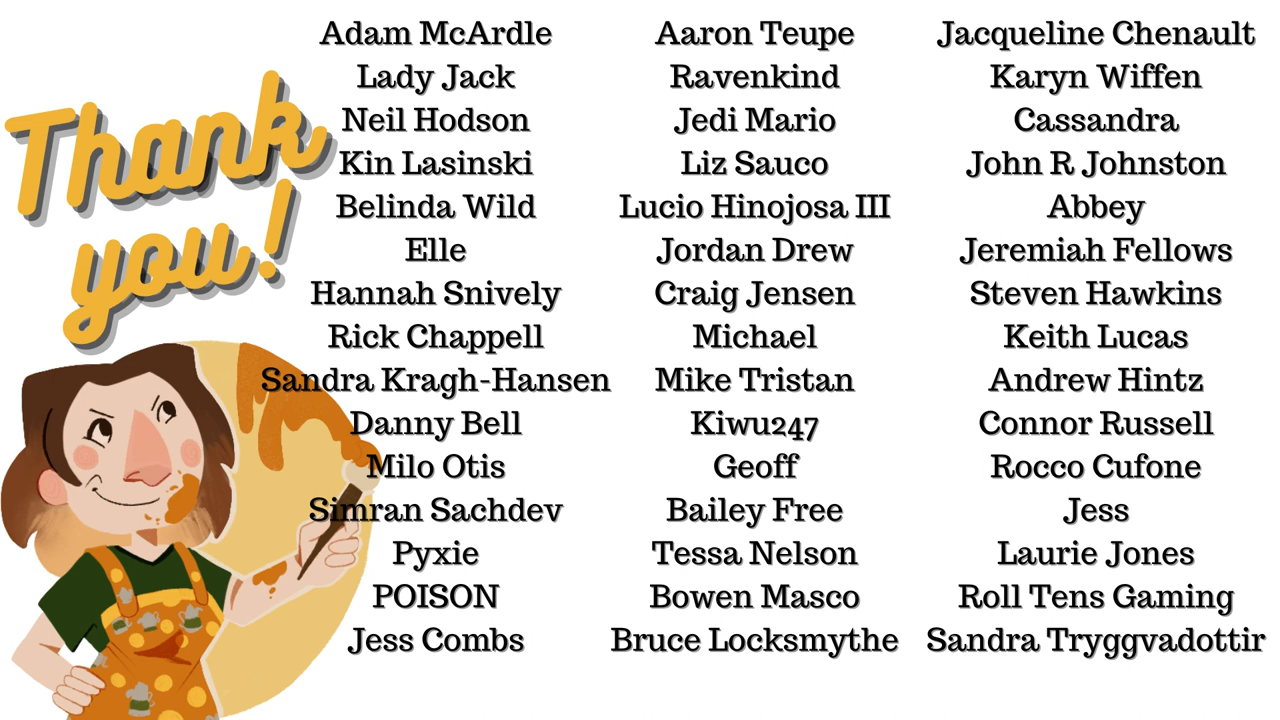 Thank
you!
Adam McArdle
Lady Jack
Neil Hodson
Kin Lasinski
Belinda Wild
Elle
Hannah Snively
Rick Chappell
Sandra Kragh-Hansen
Danny Bell
Milo Otis
Simran Sachdev
Pyxie
POISON
Jess Combs
Aaron Teupe
Ravenkind
Jedi Mario
Liz Sauco
Lucio Hinojosa III
Jordan Drew
Craig Jensen
Michael
Mike Tristan
Kiwu247
Geoff
Bailey Free
Tessa Nelson
Bowen Masco
Bruce Locksmythe
Jacqueline Chenault
Karyn Wiffen
Cassandra
John R Johnston
Abbey
Jeremiah Fellows
Steven Hawkins
Keith Lucas
Andrew Hintz
Connor Russell
Rocco Cufone
Jess
Laurie Jones
Roll Tens Gaming
Sandra Tryggvadottir